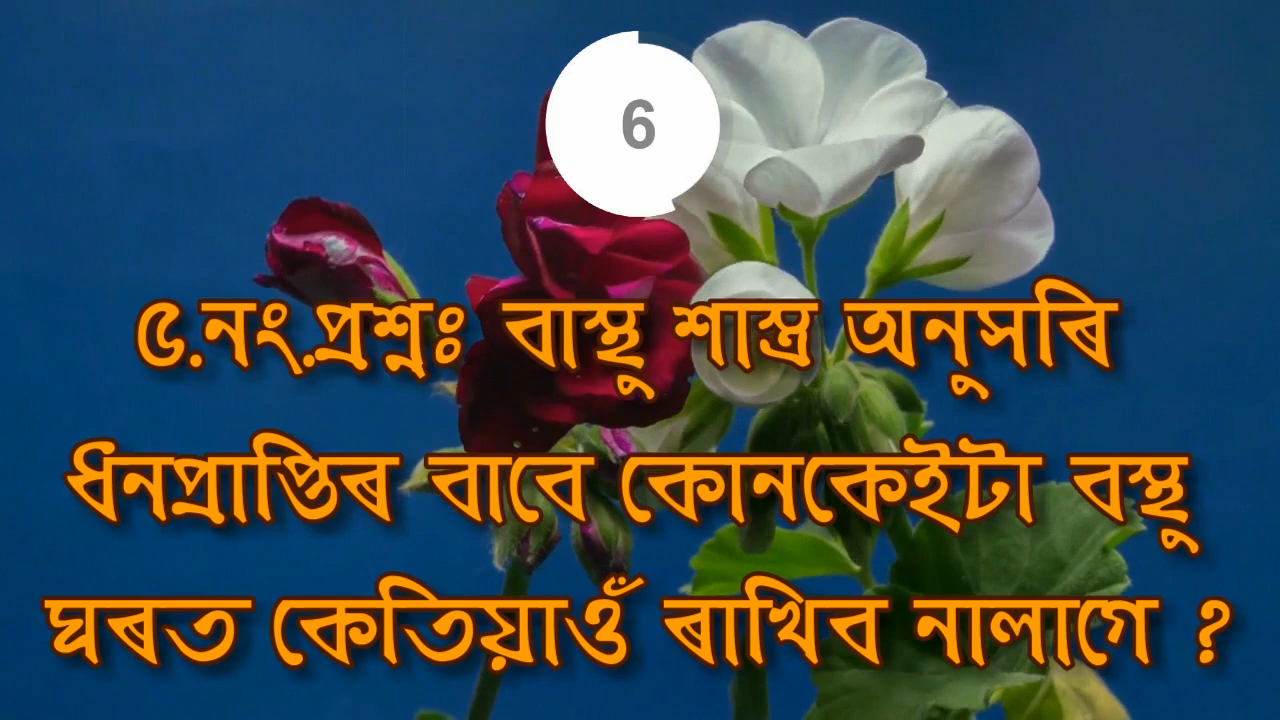 6
৫.নং.প্ৰশ্নঃ বাস্তু শাস্ত্ৰ অনুসৰি
ধনপ্ৰাপ্তিৰ বাবে কোনকেইটা বস্তু
ঘৰত কেতিয়াওঁ ৰাখিব নালাগে ?